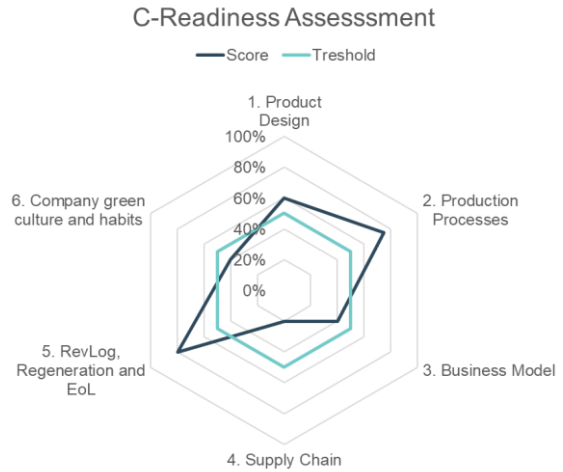 C-Readiness Assesssment
Score
Treshold
1. Product
Design
100%
80%
60%
40%
20%
0%
2. Production
Processes
3. Business Model
4. Supply Chain
5. RevLog,
Regeneration and
EoL
6. Company green
culture and habits